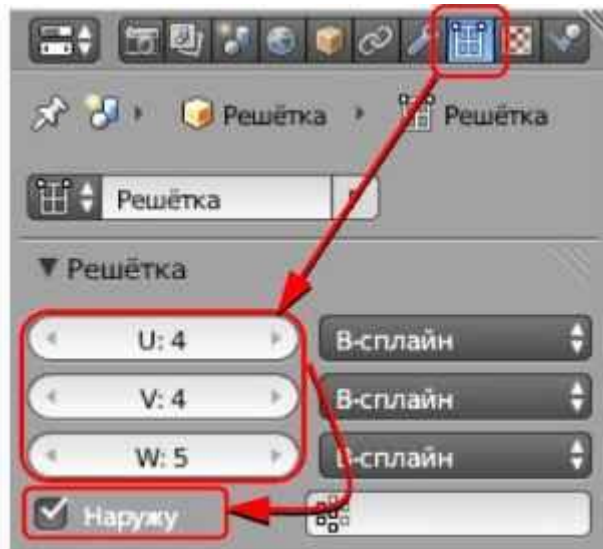 Решётка Решётка
Решётка
Решётка
U: 4 В-сплайн
V: 4 В-сплайн
W: 5 В-сплайн
Наружу